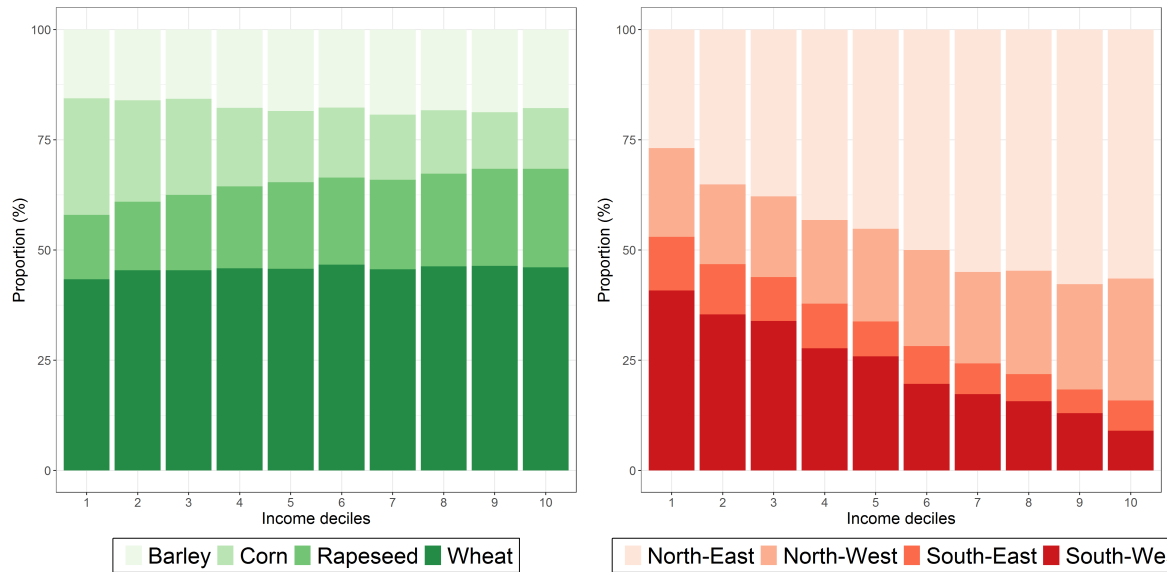 100
75
50
25
0
Proportion (%)
1 2 3 4 5 6 7 8 9 10
Income deciles
Barley Corn Rapeseed Wheat
100
75
50
25
0
Proportion (%)
1 2 3 4 5 6 7 8 9 10
Income deciles
North-East North-West South-East South-We